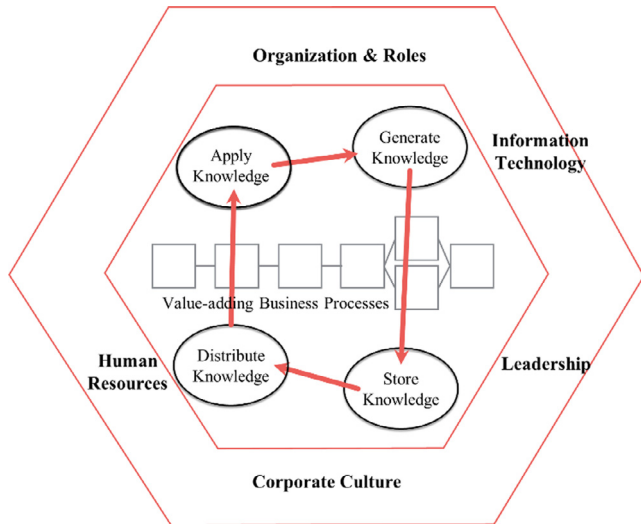 Organization & Roles
Generate
Knowledge
Information
Technology
Apply
Knowledge
Value-adding Business Processes
Human
Resources
Distribute
Knowledge
Store
Knowledge
Leadership
Corporate Culture